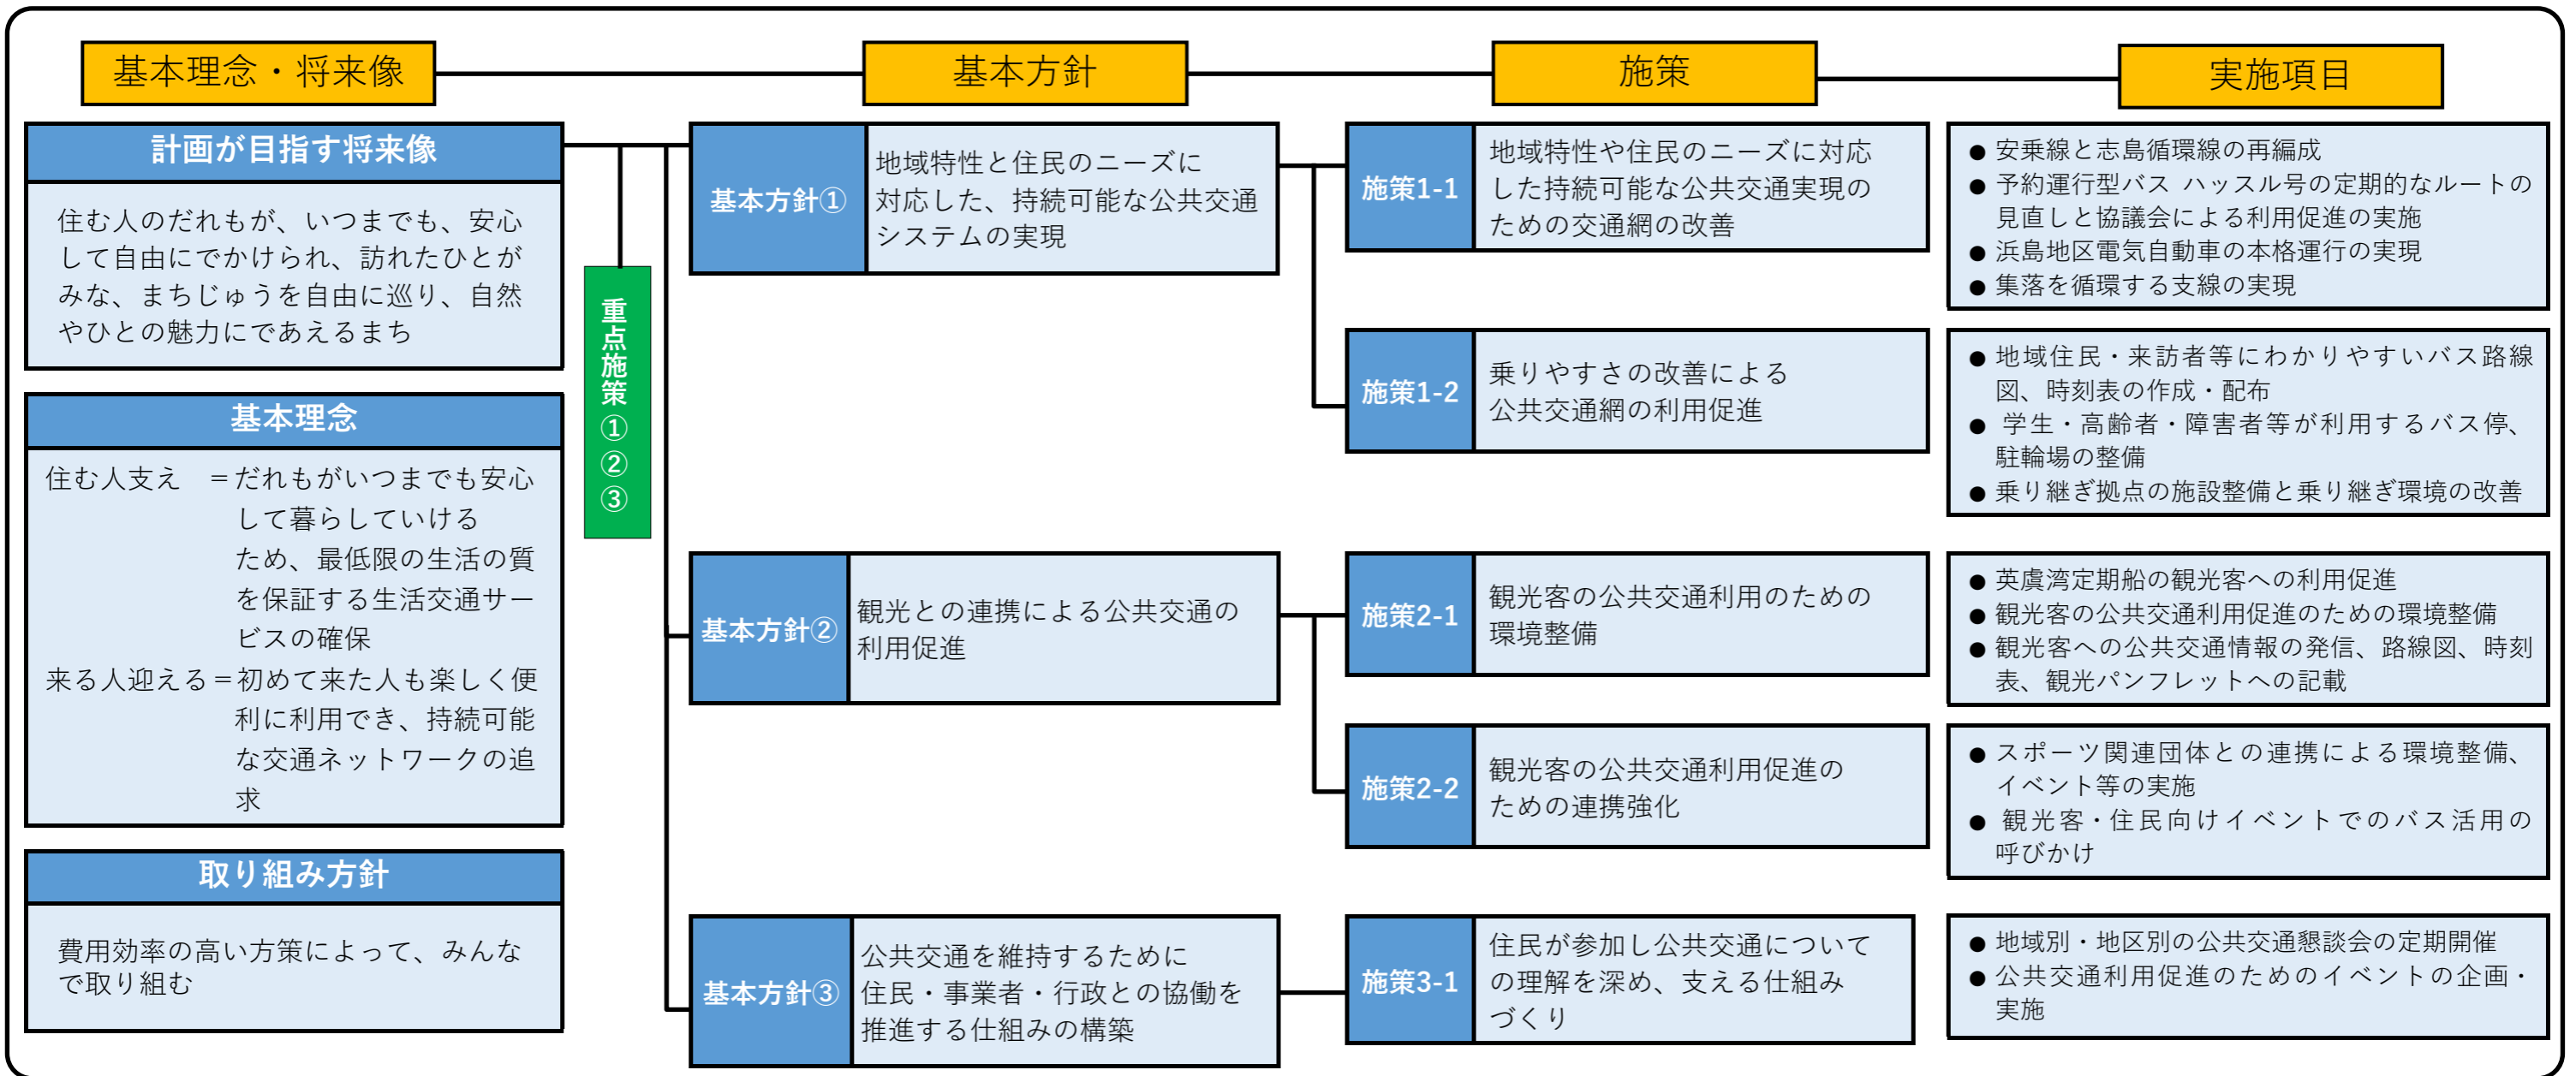 基本理念・将来像
基本方針
施策
実施項目
計画が目指す将来像
住む人のだれもが、いつまでも、安心
して自由にでかけられ、訪れたひとが
みな、まちじゅうを自由に巡り、自然
やひとの魅力にであえるまち
基本理念
住む人支え ＝だれもがいつまでも安心
して暮らしていける
ため、最低限の生活の質
を保証する生活交通サー
ビスの確保
来る人迎える＝初めて来た人も楽しく便
利に利用でき、持続可能
な交通ネットワークの追
求
取り組み方針
費用効率の高い方策によって、みんな
で取り組む
重点施策①②③
基本方針①
地域特性と住民のニーズに
対応した、持続可能な公共交通
システムの実現
施策1-1
地域特性や住民のニーズに対応
した持続可能な公共交通実現の
ための交通網の改善
● 安乗線と志島循環線の再編成
● 予約運行型バス ハッスル号の定期的なルートの
見直しと協議会による利用促進の実施
● 浜島地区電気自動車の本格運行の実現
● 集落を循環する支線の実現
施策1-2
乗りやすさの改善による
公共交通網の利用促進
● 地域住民・来訪者等にわかりやすいバス路線
図、時刻表の作成・配布
● 学生・高齢者・障害者等が利用するバス停、
駐輪場の整備
● 乗り継ぎ拠点の施設整備と乗り継ぎ環境の改善
基本方針②
観光との連携による公共交通の
利用促進
施策2-1
観光客の公共交通利用のための
環境整備
● 英虞湾定期船の観光客への利用促進
● 観光客の公共交通利用促進のための環境整備
● 観光客への公共交通情報の発信、路線図、時刻
表、観光パンフレットへの記載
施策2-2
観光客の公共交通利用促進の
ための連携強化
● スポーツ関連団体との連携による環境整備、
イベント等の実施
● 観光客・住民向けイベントでのバス活用の
呼びかけ
基本方針③
公共交通を維持するために
住民・事業者・行政との協働を
推進する仕組みの構築
施策3-1
住民が参加し公共交通について
の理解を深め、支える仕組み
づくり
● 地域別・地区別の公共交通懇談会の定期開催
● 公共交通利用促進のためのイベントの企画・
実施